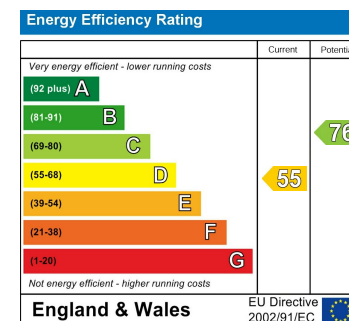 Energy Efficiency Rating
Current Potenti
Very energy efficient - lower running costs
(92 plus) A
(81-91) B
(69-80) C
76
(55-68) D
55
(39-54) E
(21-38) F
(1-20) G
Not energy efficient - higher running costs
England & Wales
EU Directive
2002/91/EC